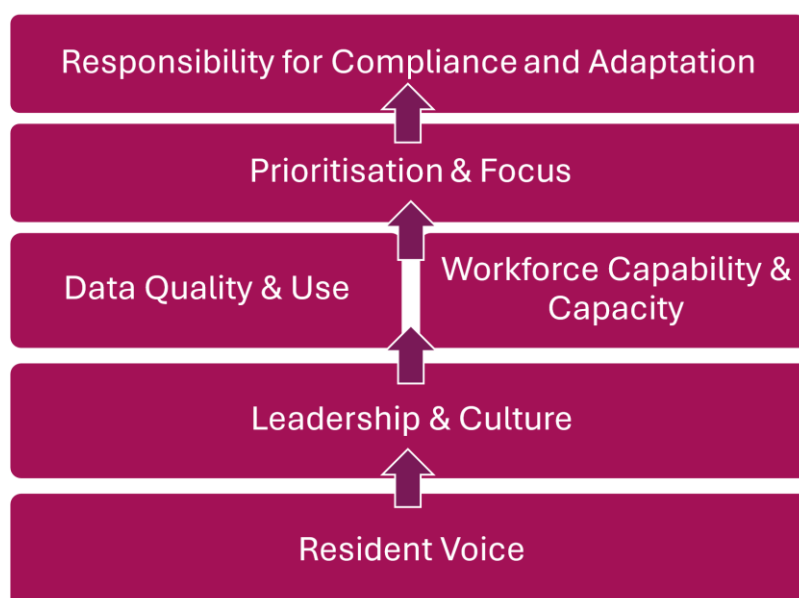 Responsibility for Compliance and Adaptation
Prioritisation & Focus
Data Quality & Use
Workforce Capability &
Capacity
Leadership & Culture
Resident Voice